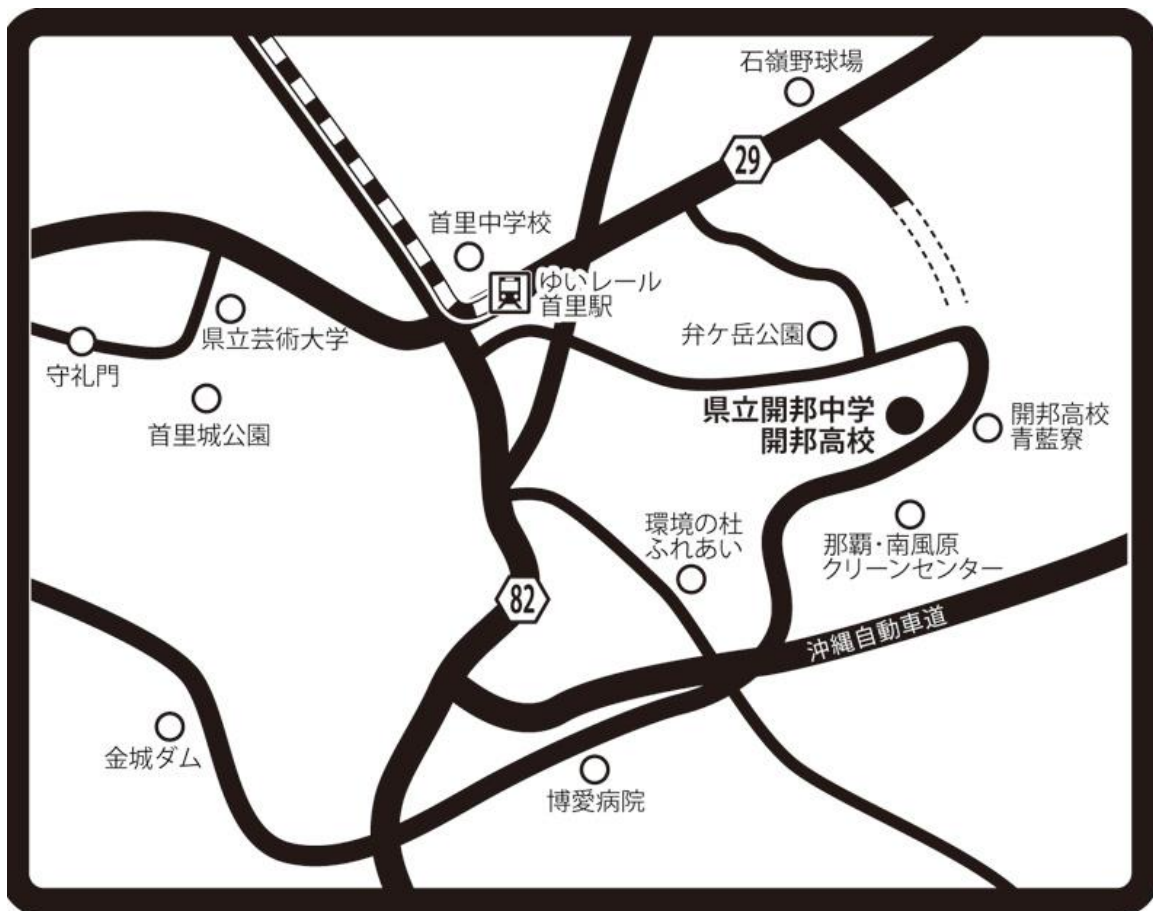 石嶺野球場
29
首里中学校
ゆいレール
首里駅
県立芸術大学
守礼門
首里城公園
弁ケ岳公園
県立開邦中学
開邦高校
開邦高校
青藍寮
環境の杜
ふれあい
那覇・南風原
クリーンセンター
82
沖縄自動車道
金城ダム
博愛病院